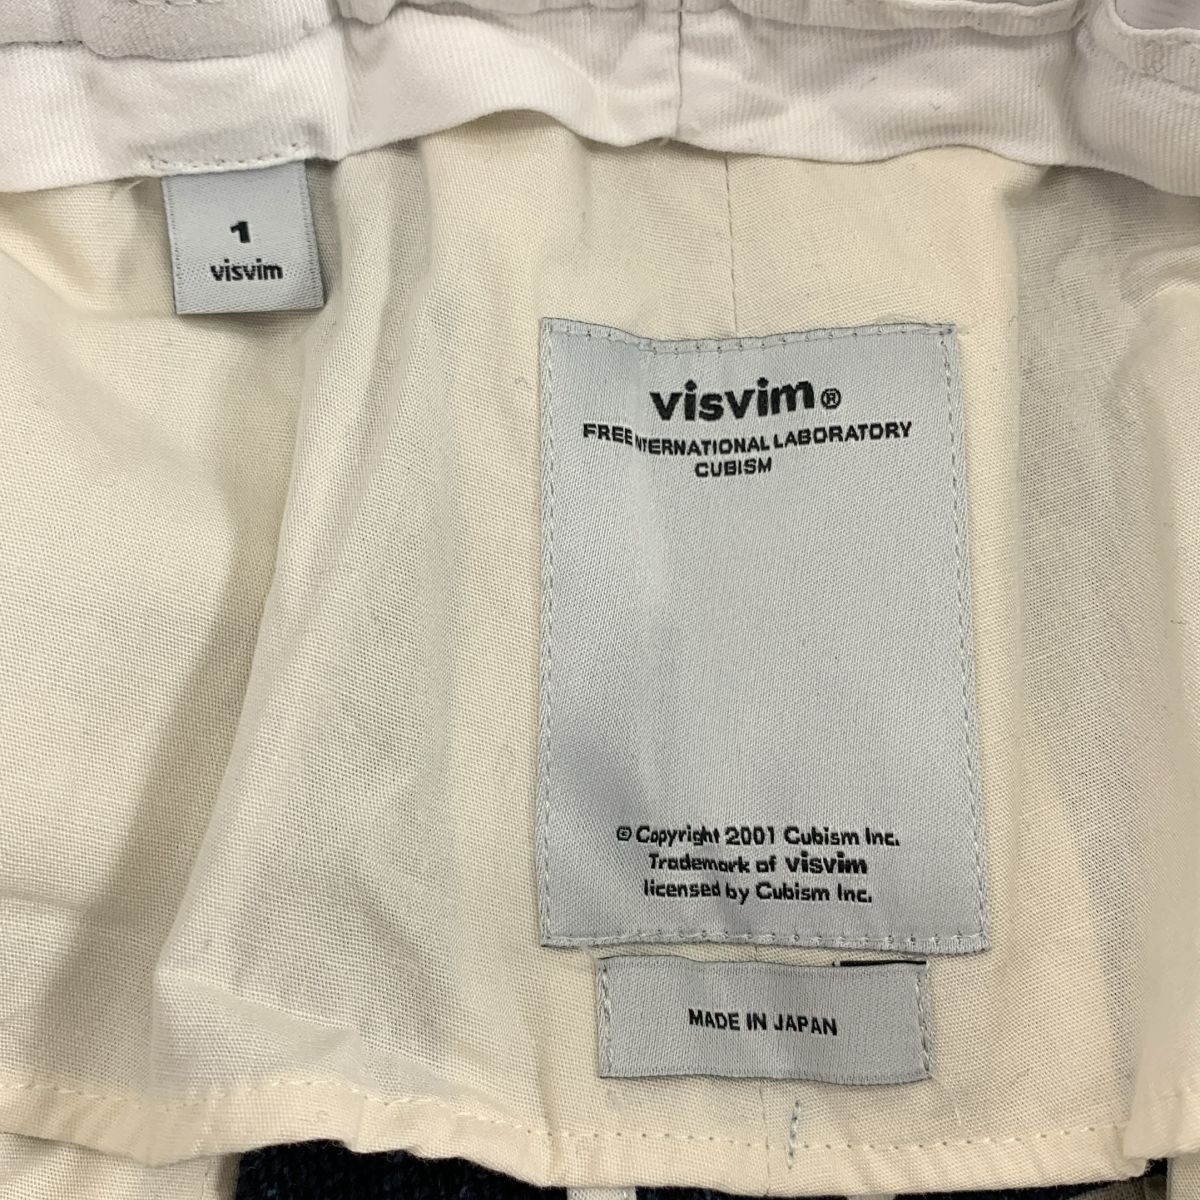 1
visvim
visvim®
FREE INTERNATIONAL LABORATORY
CUBISM
© Copyright 2001 Cubism Inc.
Trademark of visvim
licensed by Cubism Inc.
MADE IN JAPAN